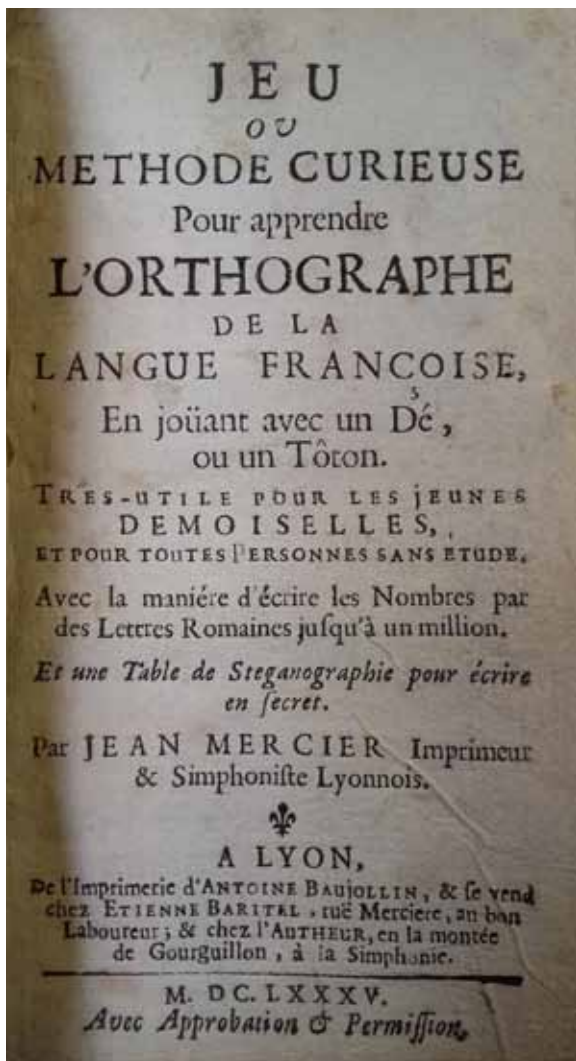 JEU
OU
METHODE CURIEUSE
Pour apprendre
L'ORTHOGRAPHE
DE LA
LANGUE FRANÇOISE,
En joüant avec un Dé,
ou un Tôton.
TRES-UTILE POUR LES jEUNES
DEMOISELLES,
ET POUR TOUTES PERSONNES SANS ETUDE.
Avec la maniére d'écrire les Nombres par
des Lettres Romaines juſqu'à un million.
Et une Table de Steganographie pour écrire
en ſecret.
Par JEAN MERCIER Imprimeur
& Simphoniſte Lyonnois.
A LYON,
De l'Imprimerie d'ANTOINE BAUJOLLIN, & ſe vend
chez ETIENNE BARITEL, ruë Merciere, au bon
Laboureur; & chez l'AUTHEUR, en la montée
de Gourguillon, à la Simphonie.
M. DC. LXXXV.
Avec Approbation & Permiſſion.